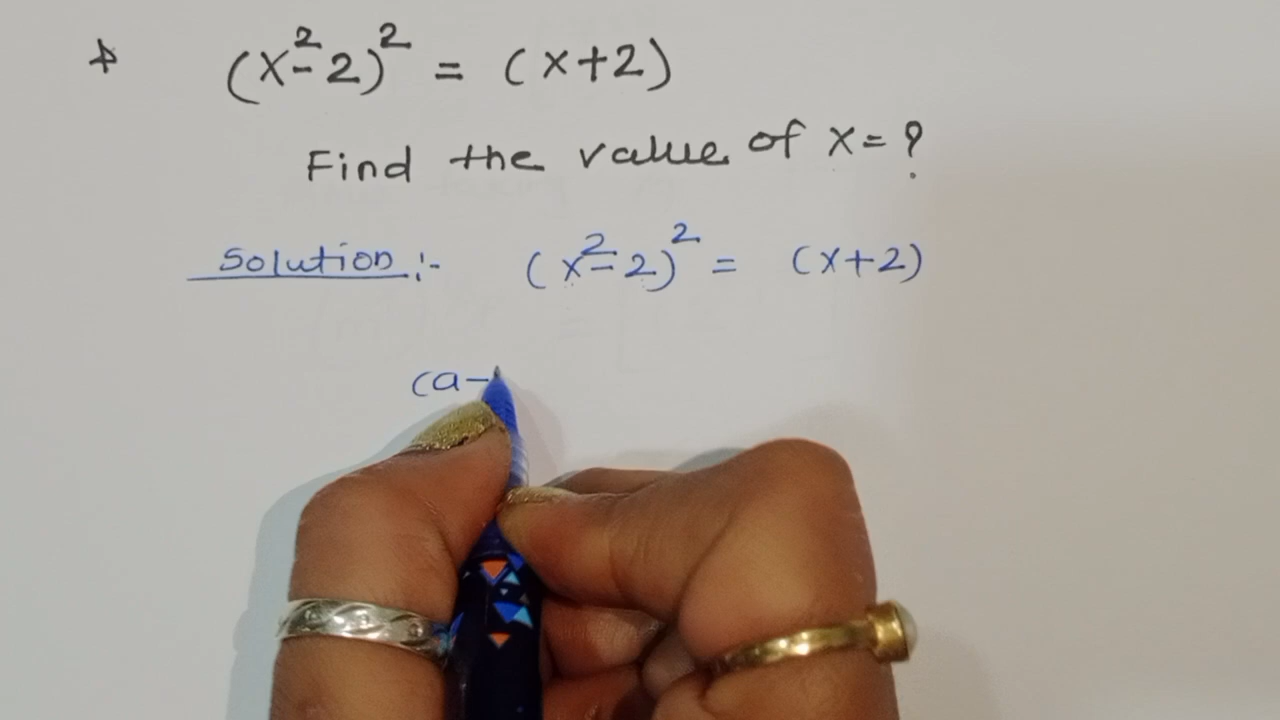 (x²-2)² = (x+2)
Find the value of x=?
Solution:- (x²-2)² = (x+2)
(a-